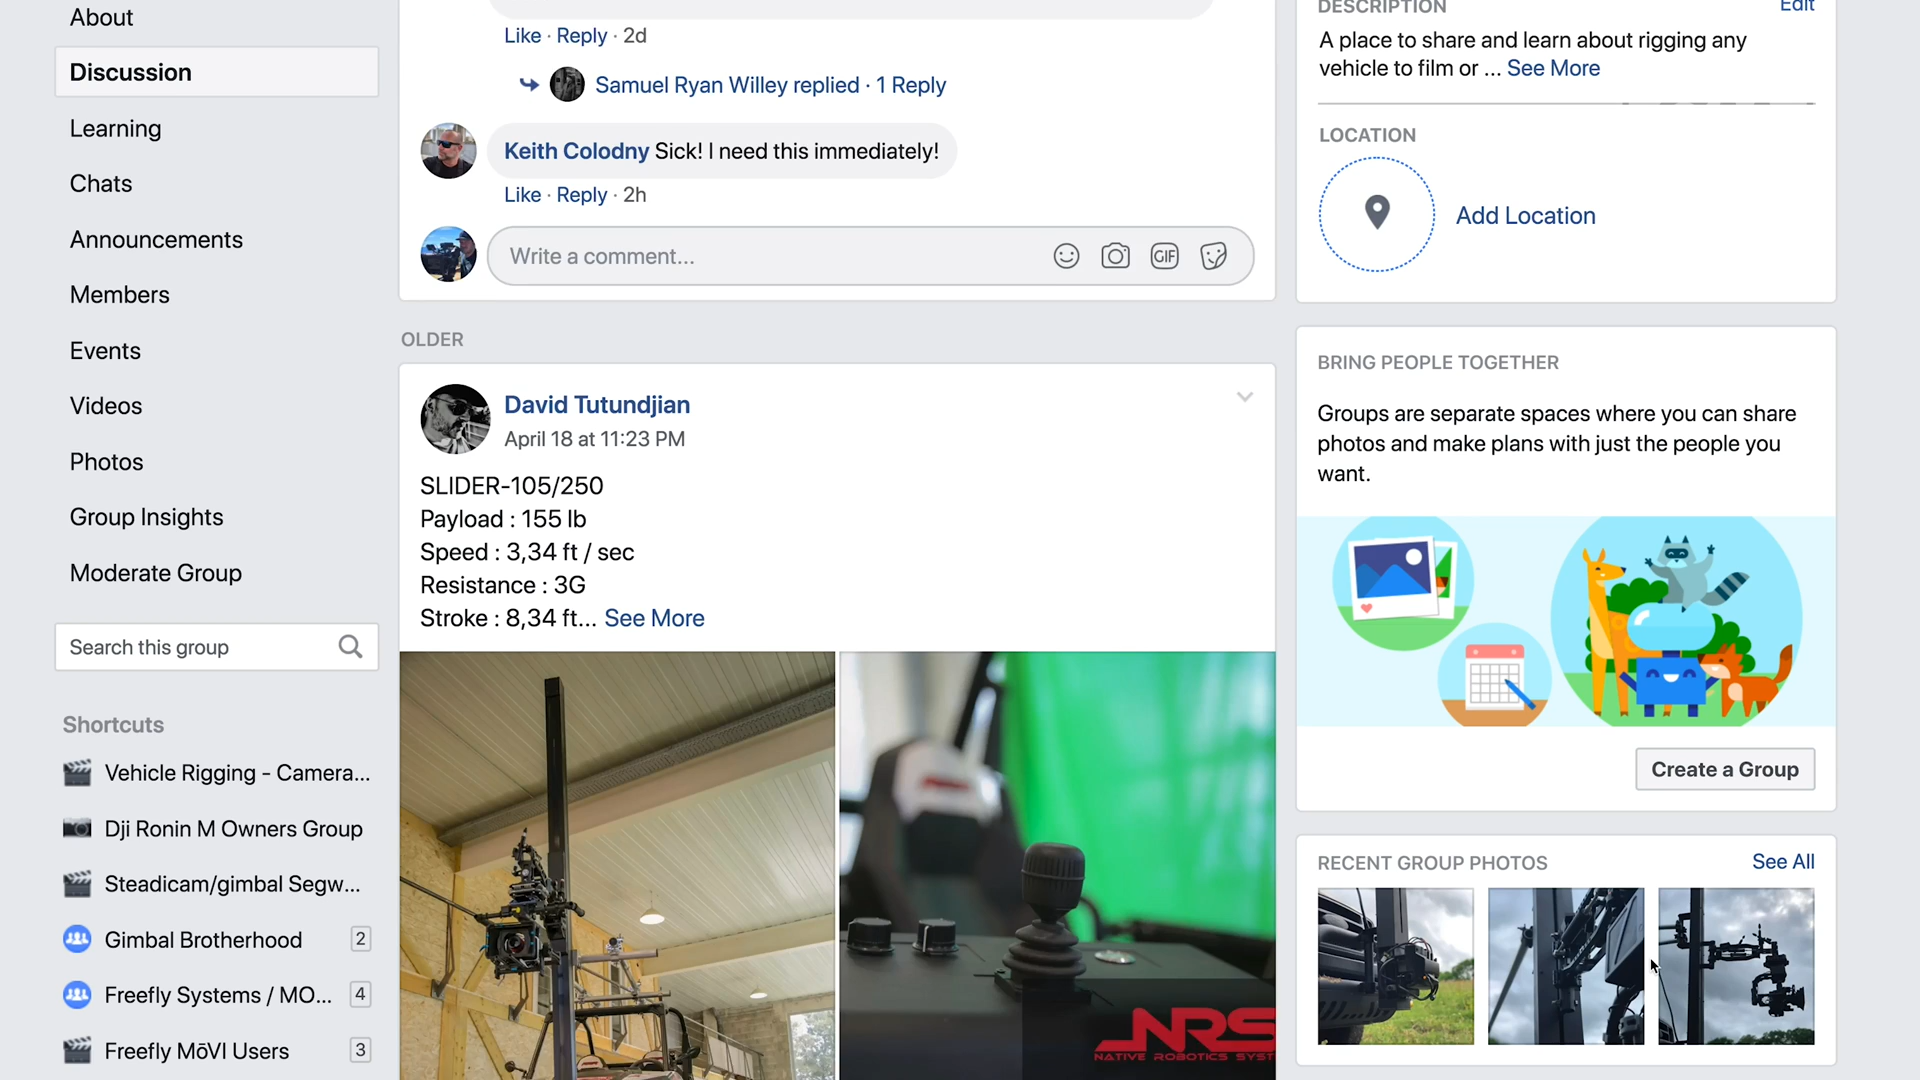 About
Discussion
Learning
Chats
Announcements
Members
Events
Videos
Photos
Group Insights
Moderate Group
Search this group
Shortcuts
Vehicle Rigging - Camera...
Dji Ronin M Owners Group
Steadicam/gimbal Segw...
Gimbal Brotherhood 2
Freefly Systems / MO... 4
Freefly MōVI Users 3
Like · Reply · 2d
Samuel Ryan Willey replied · 1 Reply
Keith Colodny Sick! I need this immediately!
Like · Reply · 2h
Write a comment...
GIF
OLDER
David Tutundjian
April 18 at 11:23 PM
SLIDER-105/250
Payload : 155 lb
Speed : 3,34 ft / sec
Resistance : 3G
Stroke : 8,34 ft... See More
NRS
NATIVE ROBOTICS SYST
DESCRIPTION Edit
A place to share and learn about rigging any
vehicle to film or ... See More
LOCATION
Add Location
BRING PEOPLE TOGETHER
Groups are separate spaces where you can share
photos and make plans with just the people you
want.
Create a Group
RECENT GROUP PHOTOS See All